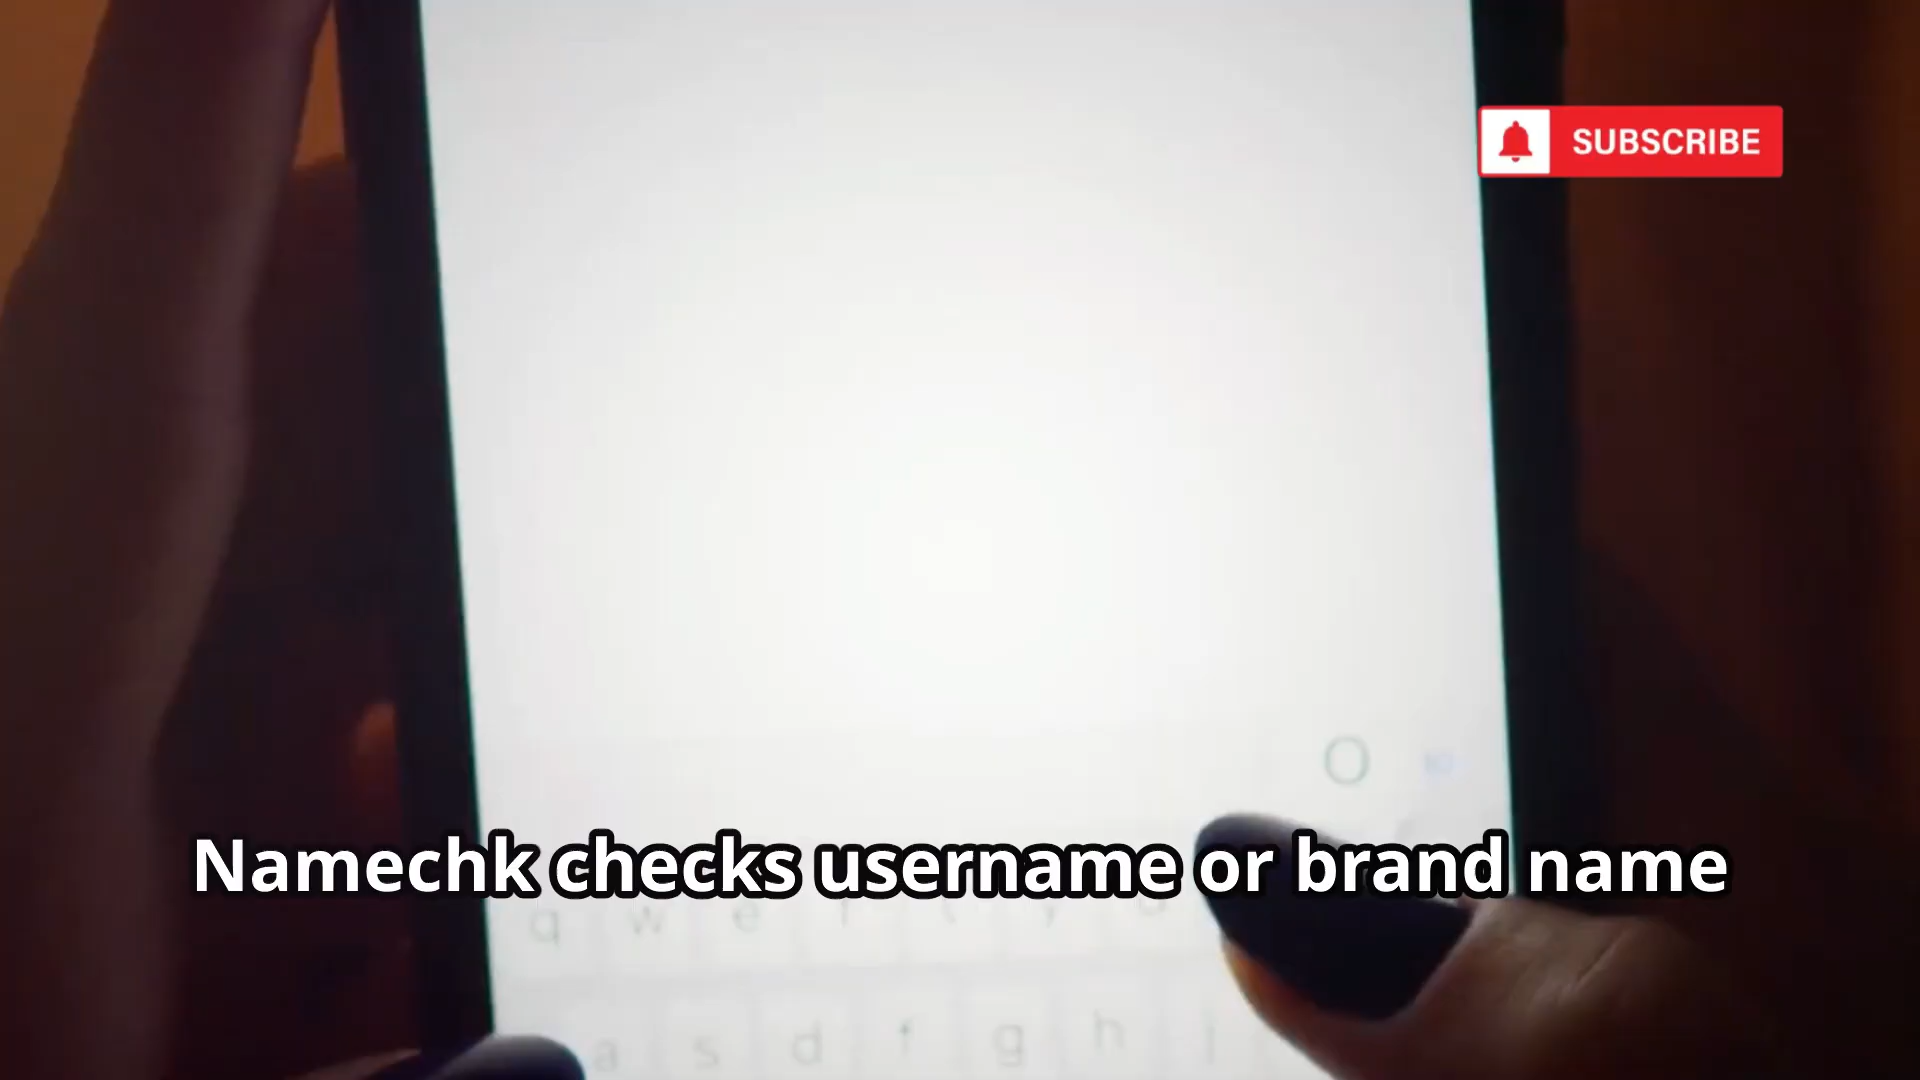 SUBSCRIBE
O
Namechk checks username or brand name
q w e r t y u
a s d f g h j